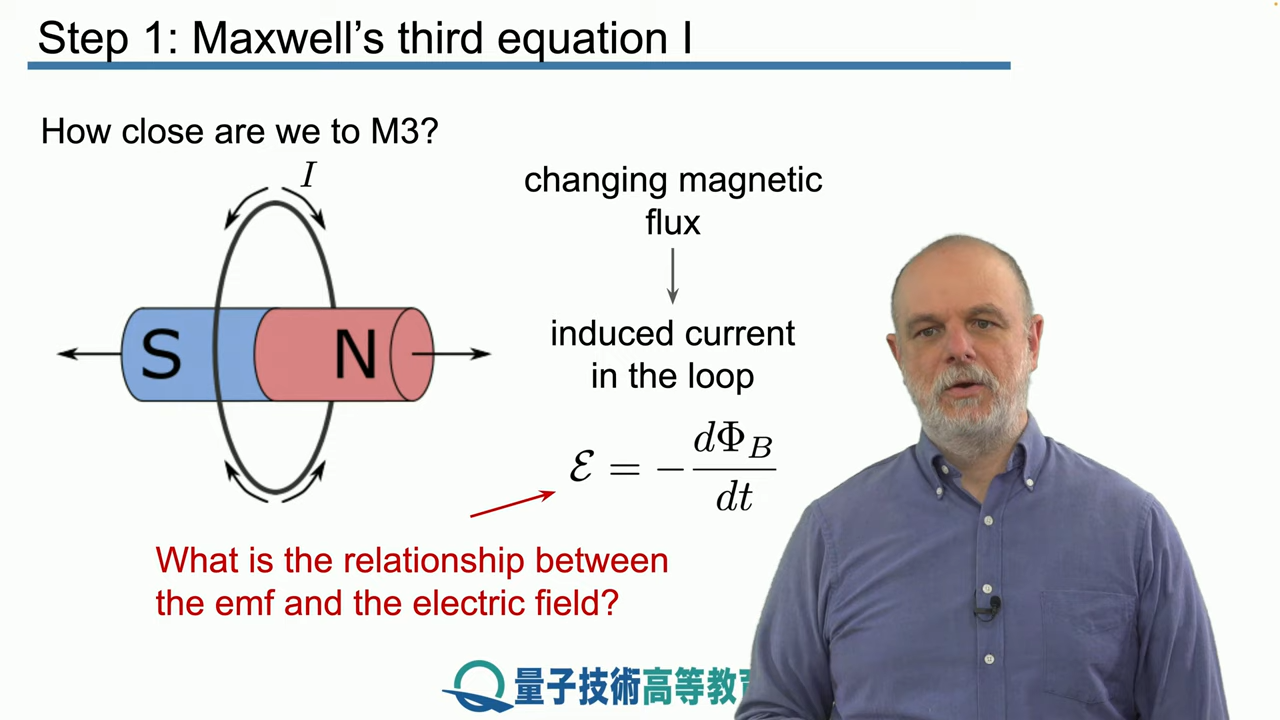 Step 1: Maxwell's third equation I
How close are we to M3?
I
S
N
changing magnetic
flux
induced current
in the loop
ℰ = − dΦ_B / dt
What is the relationship between
the emf and the electric field?
量子技術高等教